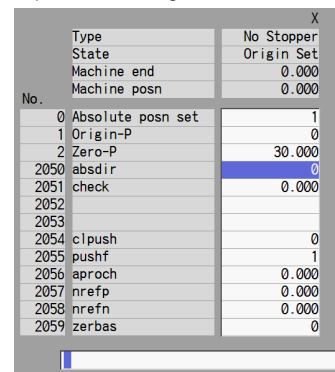 X
Type No Stopper
State Origin Set
Machine end 0.000
Machine posn 0.000
No.
0 Absolute posn set 1
1 Origin-P 0
2 Zero-P 30.000
2050 absdir 0
2051 check 0.000
2052
2053
2054 clpush 0
2055 pushf 1
2056 aproch 0.000
2057 nrefp 0.000
2058 nrefn 0.000
2059 zerbas 0